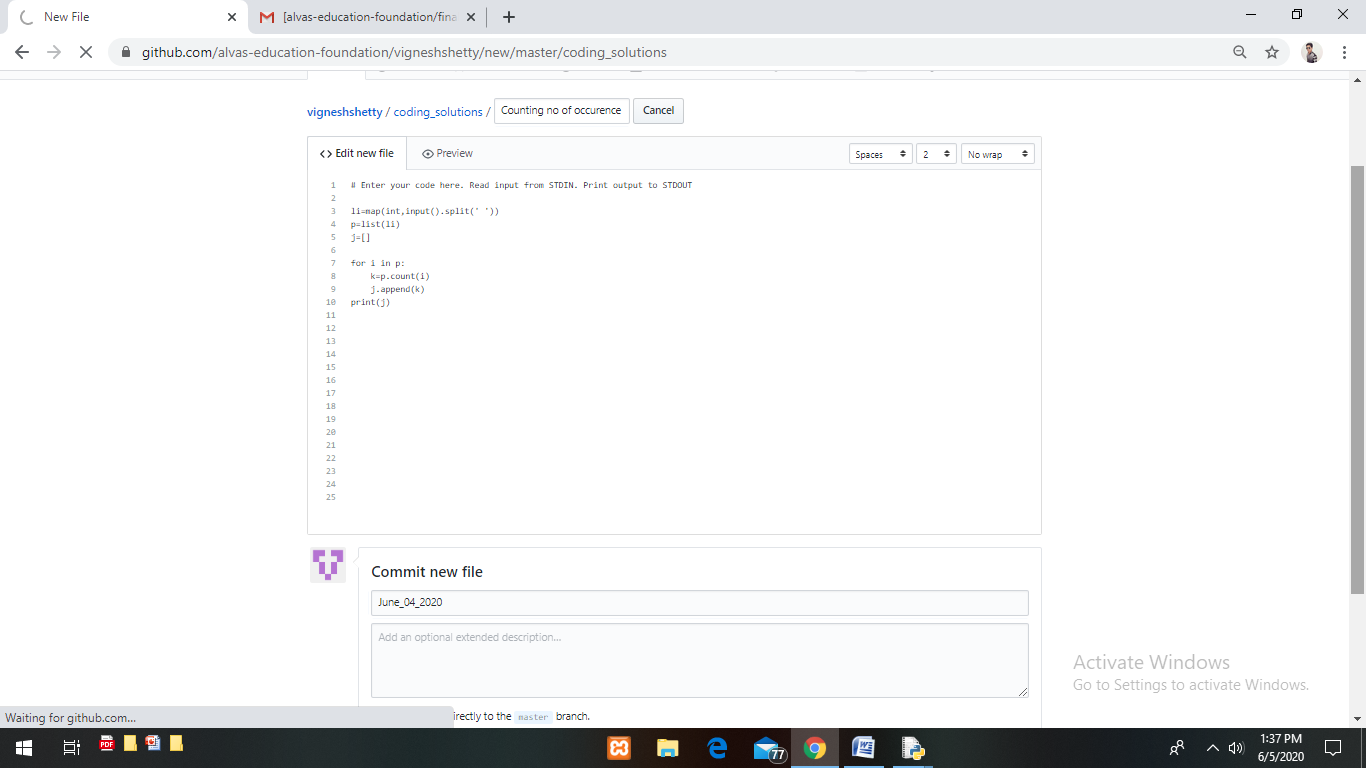 New File
[alvas-education-foundation/fina
github.com/alvas-education-foundation/vigneshshetty/new/master/coding_solutions
vigneshshetty / coding_solutions / Counting no of occurence Cancel
<> Edit new file Preview Spaces 2 No wrap
1 # Enter your code here. Read input from STDIN. Print output to STDOUT
2
3 li=map(int,input().split(' '))
4 p=list(li)
5 j=[]
6
7 for i in p:
8     k=p.count(i)
9     j.append(k)
10 print(j)
11
12
13
14
15
16
17
18
19
20
21
22
23
24
25
Commit new file
June_04_2020
Add an optional extended description...
irectly to the master branch.
Activate Windows
Go to Settings to activate Windows.
Waiting for github.com...
PDF
77
1:37 PM
6/5/2020